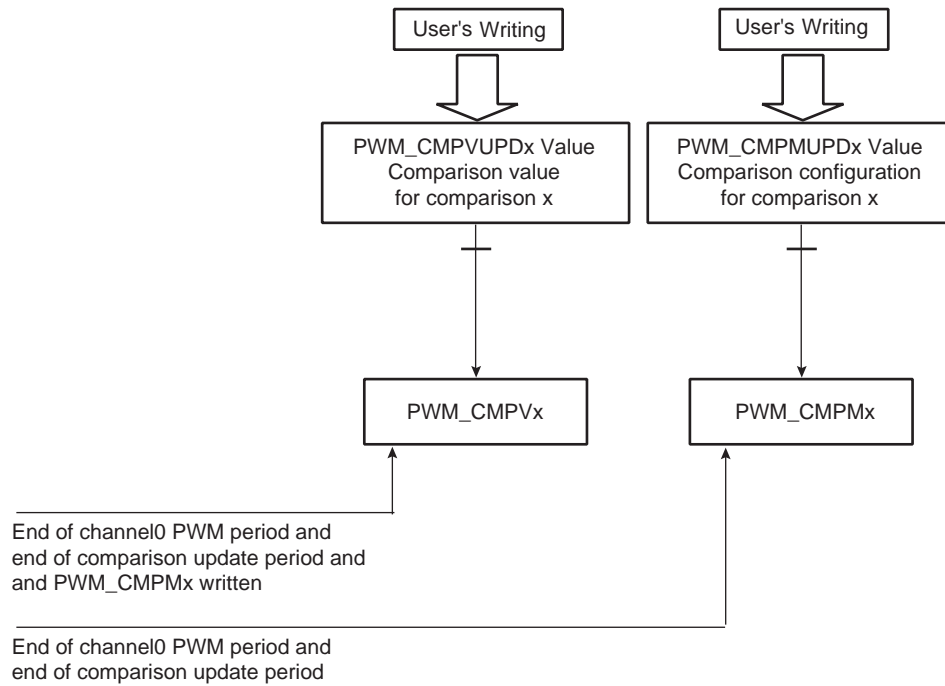 User's Writing
User's Writing
PWM_CMPVUPDx Value
Comparison value
for comparison x
PWM_CMPMUPDx Value
Comparison configuration
for comparison x
PWM_CMPVx
PWM_CMPMx
End of channel0 PWM period and
end of comparison update period and
and PWM_CMPMx written
End of channel0 PWM period and
end of comparison update period